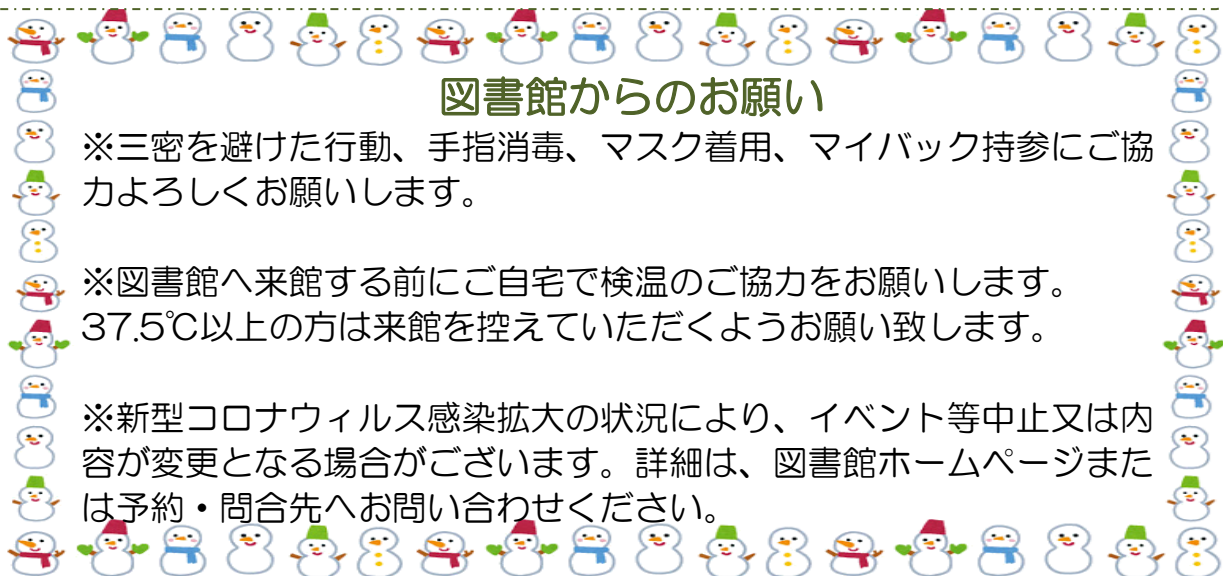 図書館からのお願い
※三密を避けた行動、手指消毒、マスク着用、マイバック持参にご協
力よろしくお願いします。
※図書館へ来館する前にご自宅で検温のご協力をお願いします。
37.5℃以上の方は来館を控えていただくようお願い致します。
※新型コロナウィルス感染拡大の状況により、イベント等中止又は内
容が変更となる場合がございます。詳細は、図書館ホームページまた
は予約・問合先へお問い合わせください。